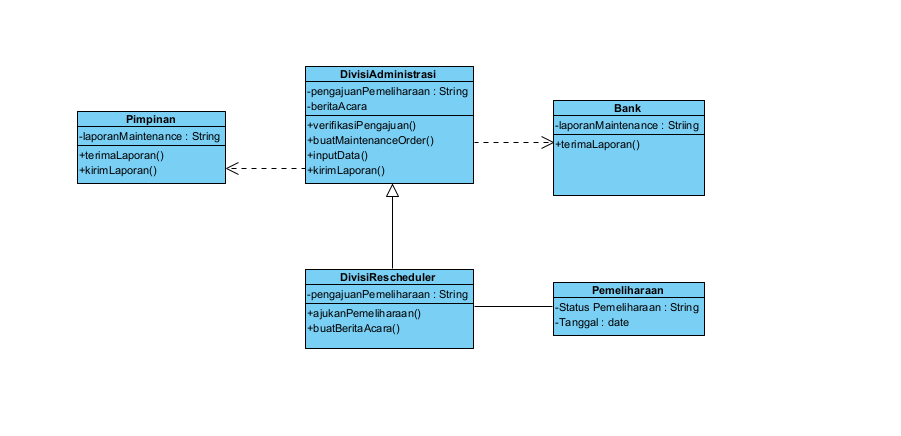 DivisiAdministrasi
-pengajuanPemeliharaan : String
-beritaAcara
+verifikasiPengajuan()
+buatMaintenanceOrder()
+inputData()
+kirimLaporan()
Pimpinan
-laporanMaintenance : String
+terimaLaporan()
+kirimLaporan()
Bank
-laporanMaintenance : Striing
+terimaLaporan()
DivisiRescheduler
-pengajuanPemeliharaan : String
+ajukanPemeliharaan()
+buatBeritaAcara()
Pemeliharaan
-Status Pemeliharaan : String
-Tanggal : date